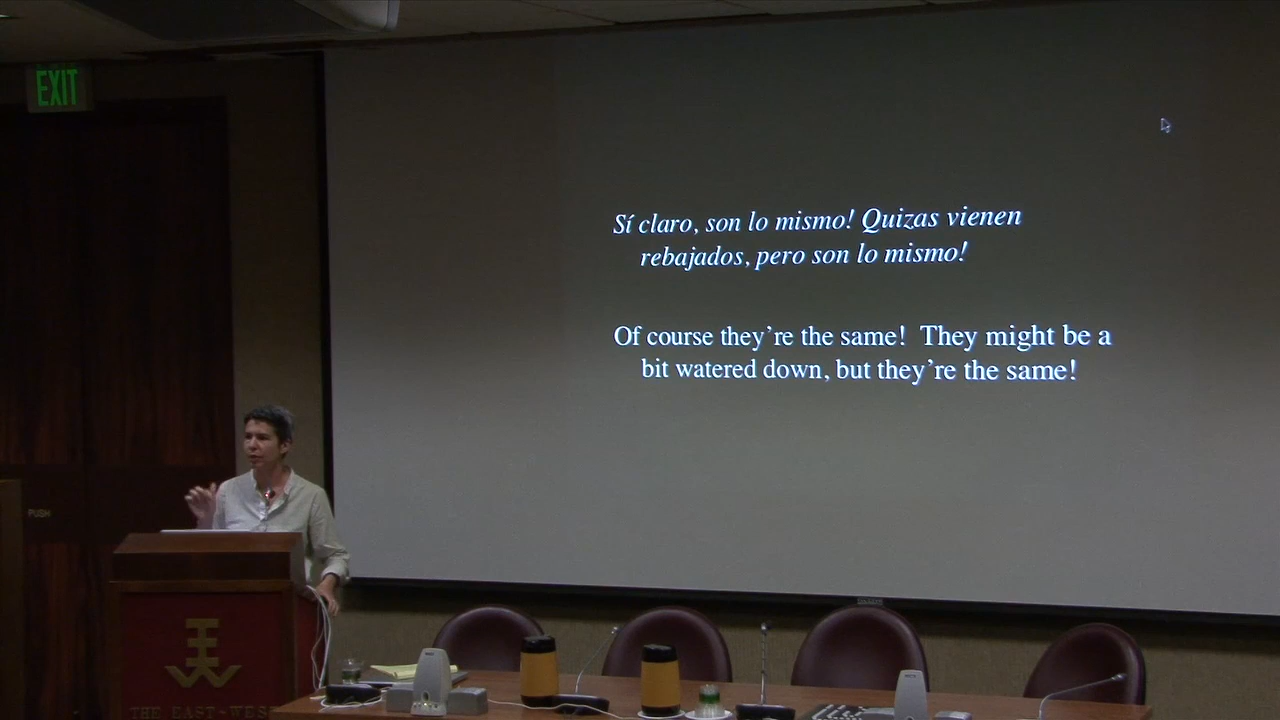 EXIT
Sí claro, son lo mismo! Quizas vienen
rebajados, pero son lo mismo!
Of course they're the same!  They might be a
bit watered down, but they're the same!
PUSH
THE EAST-WEST